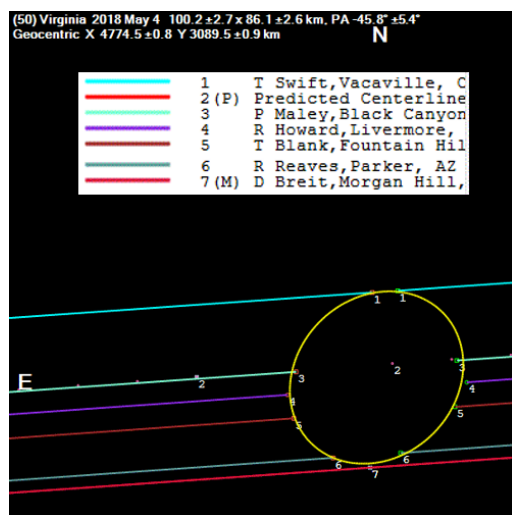 (50) Virginia 2018 May 4  100.2 ±2.7 x 86.1 ±2.6 km, PA -45.8° ±5.4°
Geocentric X 4774.5 ±0.8 Y 3089.5 ±0.9 km
N
1 T Swift,Vacaville, C
2 (P) Predicted Centerline
3 P Maley,Black Canyon
4 R Howard,Livermore,
5 T Blank,Fountain Hil
6 R Reaves,Parker, AZ
7 (M) D Breit,Morgan Hill,
1 1
2
3
3
E 2
4
4
5
5
6
6
7